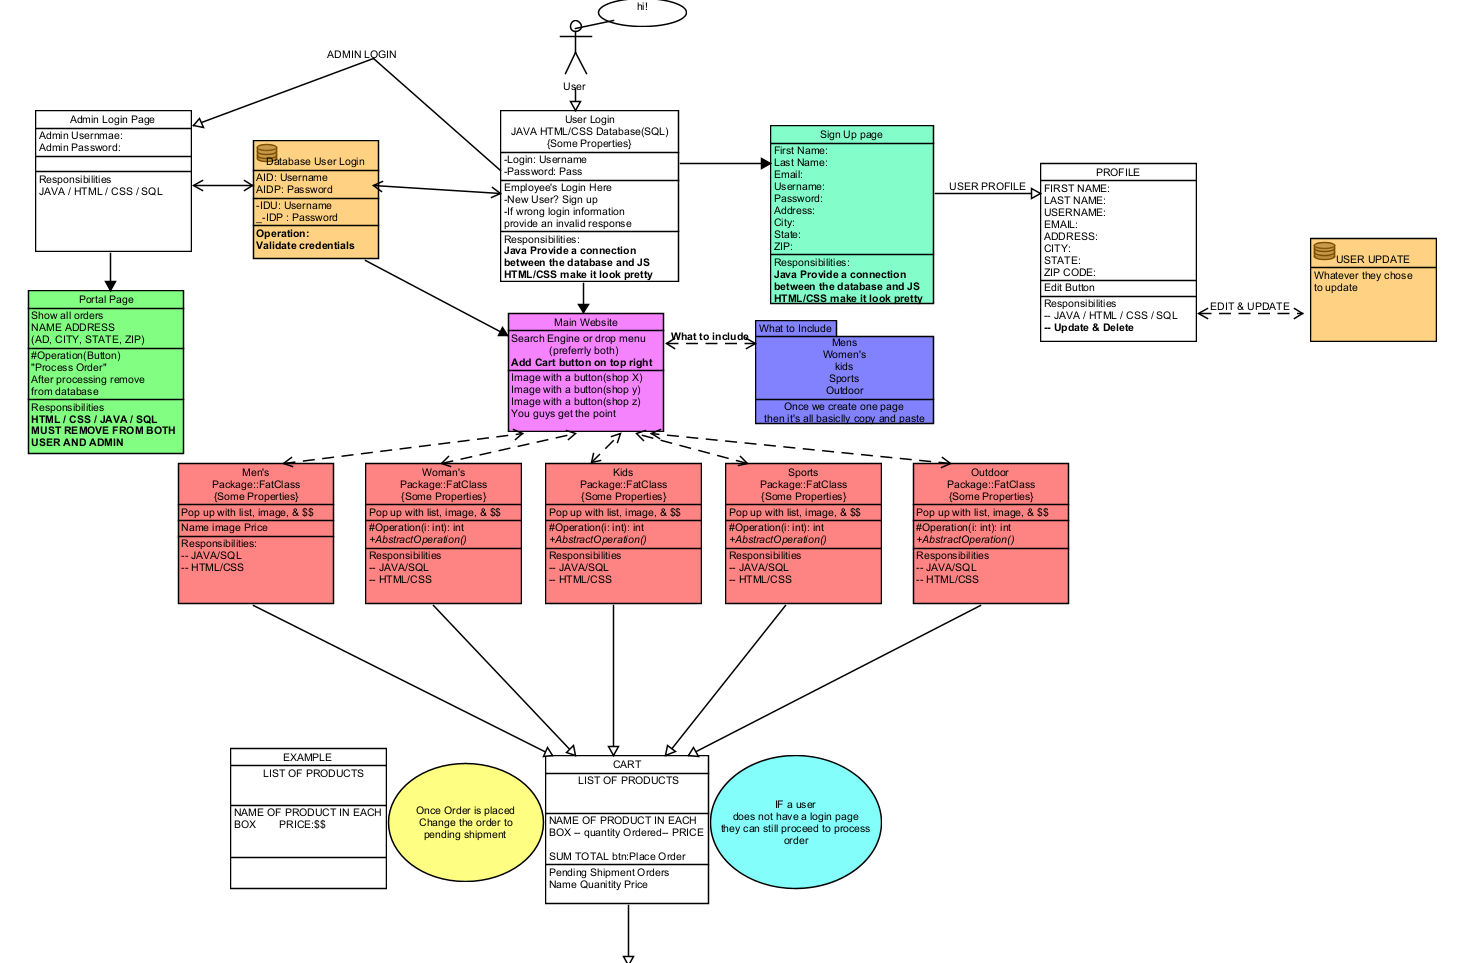 hi!
User
ADMIN LOGIN
Admin Login Page
Admin Usernmae:
Admin Password:
Responsibilities
JAVA / HTML / CSS / SQL
Database User Login
AID: Username
AIDP: Password
-IDU: Username
_-IDP : Password
Operation:
Validate credentials
User Login
JAVA HTML/CSS Database(SQL)
{Some Properties}
-Login: Username
-Password: Pass
Employee's Login Here
-New User? Sign up
-If wrong login information
provide an invalid response
Responsibilities:
Java Provide a connection
between the database and JS
HTML/CSS make it look pretty
Sign Up page
First Name:
Last Name:
Email:
Username:
Password:
Address:
City:
State:
ZIP:
Responsibilities:
Java Provide a connection
between the database and JS
HTML/CSS make it look pretty
USER PROFILE
PROFILE
FIRST NAME:
LAST NAME:
USERNAME:
EMAIL:
ADDRESS:
CITY:
STATE:
ZIP CODE:
Edit Button
Responsibilities
-- JAVA / HTML / CSS / SQL
-- Update & Delete
EDIT & UPDATE
USER UPDATE
Whatever they chose
to update
Portal Page
Show all orders
NAME ADDRESS
(AD, CITY, STATE, ZIP)
#Operation(Button)
"Process Order"
After processing remove
from database
Responsibilities
HTML / CSS / JAVA / SQL
MUST REMOVE FROM BOTH
USER AND ADMIN
Main Website
Search Engine or drop menu
(preferrly both)
Add Cart button on top right
Image with a button(shop X)
Image with a button(shop y)
Image with a button(shop z)
You guys get the point
What to include
What to Include
Mens
Women's
kids
Sports
Outdoor
Once we create one page
then it's all basiclly copy and paste
Men's
Package::FatClass
{Some Properties}
Pop up with list, image, & $$
Name image Price
Responsibilities:
-- JAVA/SQL
-- HTML/CSS
Woman's
Package::FatClass
{Some Properties}
Pop up with list, image, & $$
#Operation(i: int): int
+AbstractOperation()
Responsibilities
-- JAVA/SQL
-- HTML/CSS
Kids
Package::FatClass
{Some Properties}
Pop up with list, image, & $$
#Operation(i: int): int
+AbstractOperation()
Responsibilities
-- JAVA/SQL
-- HTML/CSS
Sports
Package::FatClass
{Some Properties}
Pop up with list, image, & $$
#Operation(i: int): int
+AbstractOperation()
Responsibilities
-- JAVA/SQL
-- HTML/CSS
Outdoor
Package::FatClass
{Some Properties}
Pop up with list, image, & $$
#Operation(i: int): int
+AbstractOperation()
Responsibilities
-- JAVA/SQL
-- HTML/CSS
EXAMPLE
LIST OF PRODUCTS
NAME OF PRODUCT IN EACH
BOX PRICE:$$
Once Order is placed
Change the order to
pending shipment
CART
LIST OF PRODUCTS
NAME OF PRODUCT IN EACH
BOX -- quantity Ordered-- PRICE
SUM TOTAL btn:Place Order
Pending Shipment Orders
Name Quanitity Price
IF a user
does not have a login page
they can still proceed to process
order